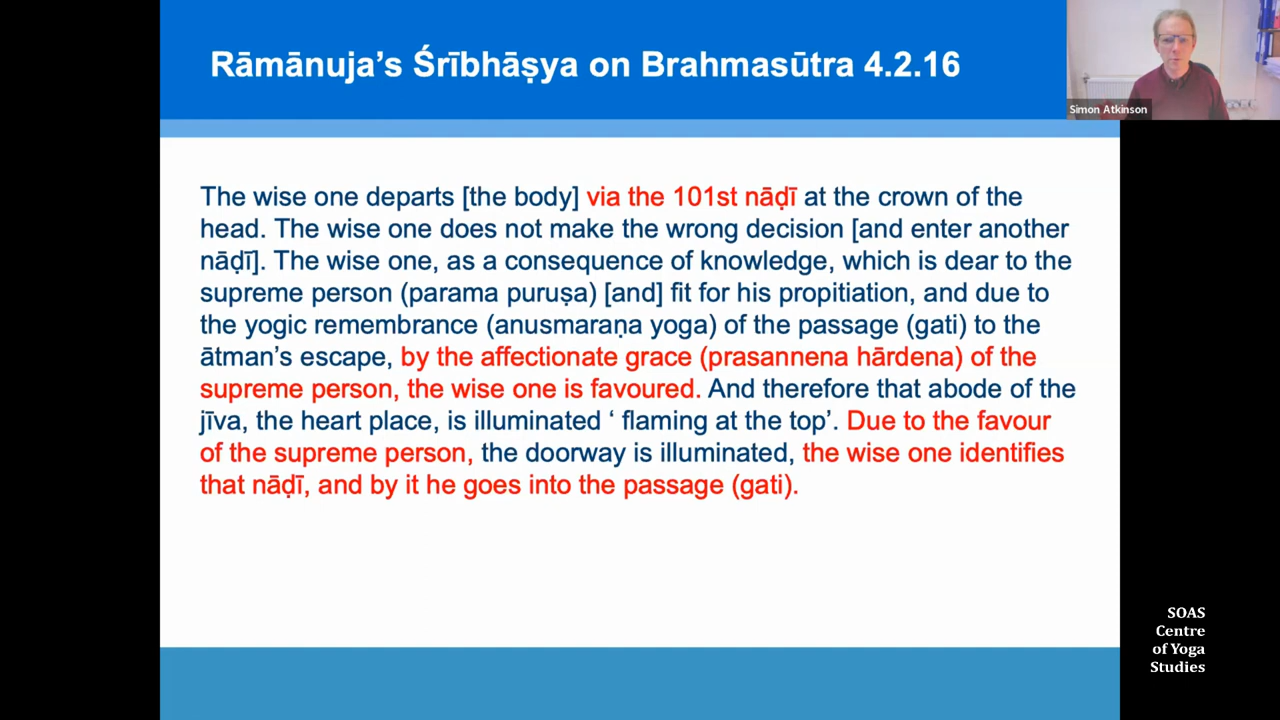 Rāmānuja’s Śrībhāṣya on Brahmasūtra 4.2.16
Simon Atkinson
The wise one departs [the body] via the 101st nāḍī at the crown of the
head. The wise one does not make the wrong decision [and enter another
nāḍī]. The wise one, as a consequence of knowledge, which is dear to the
supreme person (parama puruṣa) [and] fit for his propitiation, and due to
the yogic remembrance (anusmaraṇa yoga) of the passage (gati) to the
ātman’s escape, by the affectionate grace (prasannena hārdena) of the
supreme person, the wise one is favoured. And therefore that abode of the
jīva, the heart place, is illuminated ‘ flaming at the top’. Due to the favour
of the supreme person, the doorway is illuminated, the wise one identifies
that nāḍī, and by it he goes into the passage (gati).
SOAS
Centre
of Yoga
Studies